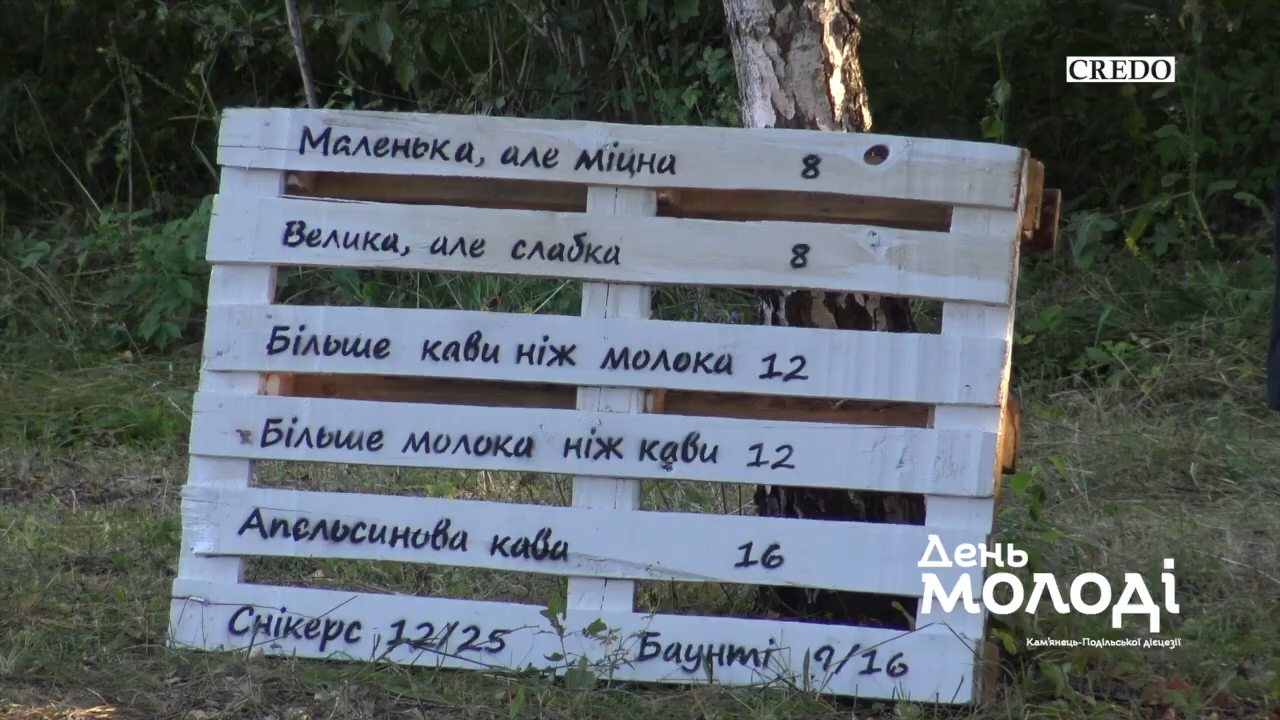 CREDO
Маленька, але міцна 8
Велика, але слабка 8
Більше кави ніж молока 12
Більше молока ніж кави 12
Апєльсинова кава 16
Снікерс 12/25 Баунті 9/16
День
МОЛОДІ
Кам'янець-Подільської дієцезії